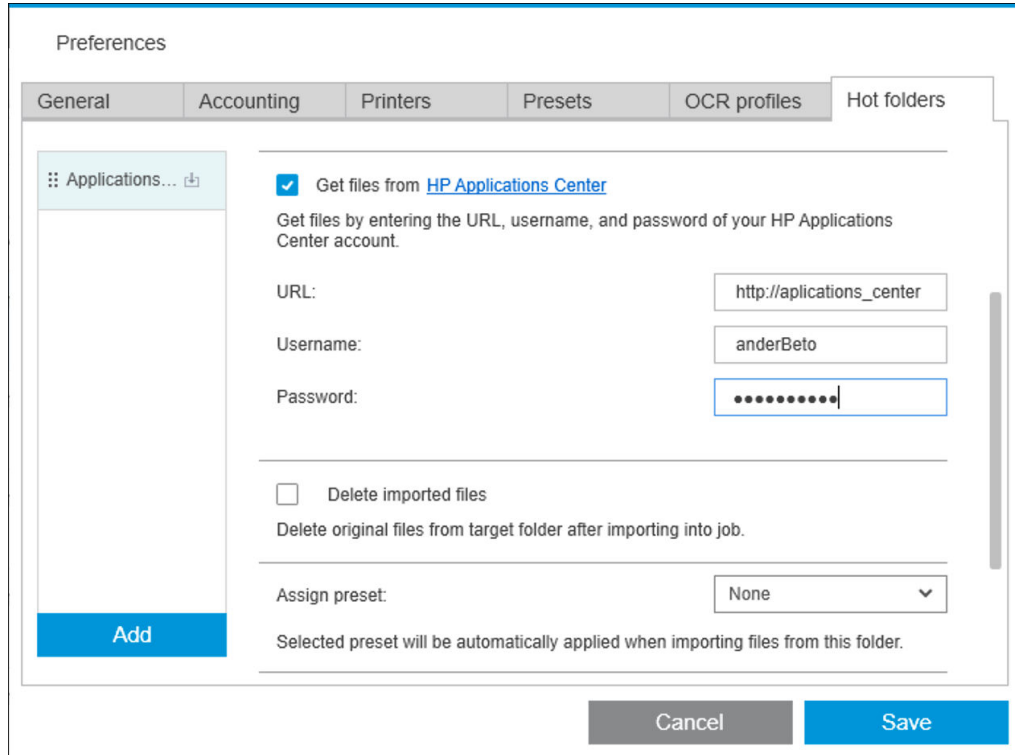 Preferences
General
Accounting
Printers
Presets
OCR profiles
Hot folders
Applications...
Get files from HP Applications Center
Get files by entering the URL, username, and password of your HP Applications
Center account.
URL:
http://aplications_center
Username:
anderBeto
Password:
••••••••••
Delete imported files
Delete original files from target folder after importing into job.
Assign preset:
None
Selected preset will be automatically applied when importing files from this folder.
Add
Cancel
Save